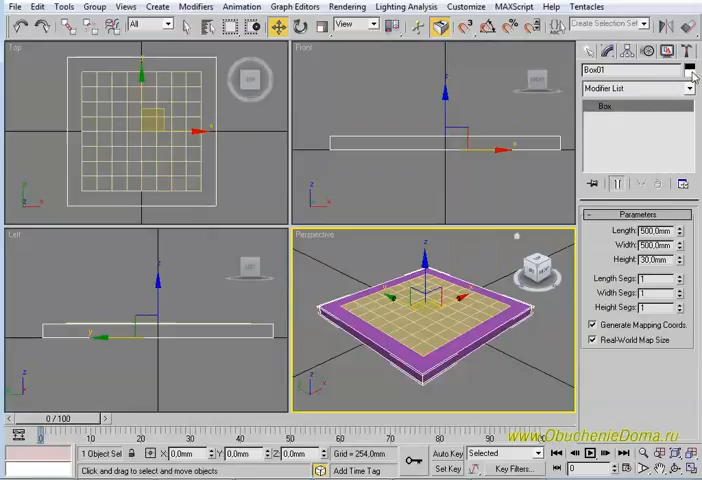 File Edit Tools Group Views Create Modifiers Animation Graph Editors Rendering Lighting Analysis Customize MAXScript Help Tentacles
All View Create Selection Set
Top Front
TOP FRONT
Box01
Modifier List
Box
x
x
y
z
z
Left Perspective
LEFT
Parameters
Length: 500,0mm
Width: 500,0mm
Height: 30,0mm
Length Segs: 1
Width Segs: 1
Height Segs: 1
Generate Mapping Coords.
Real-World Map Size
0 / 100
0 10 20 30 40 50 60 70 80 90 100
www.ObuchenieDoma.ru
1 Object Sel X: 0,0mm Y: 0,0mm Z: 0,0mm Grid = 254,0mm Auto Key Selected
Click and drag to select and move objects Add Time Tag Set Key Key Filters... 0